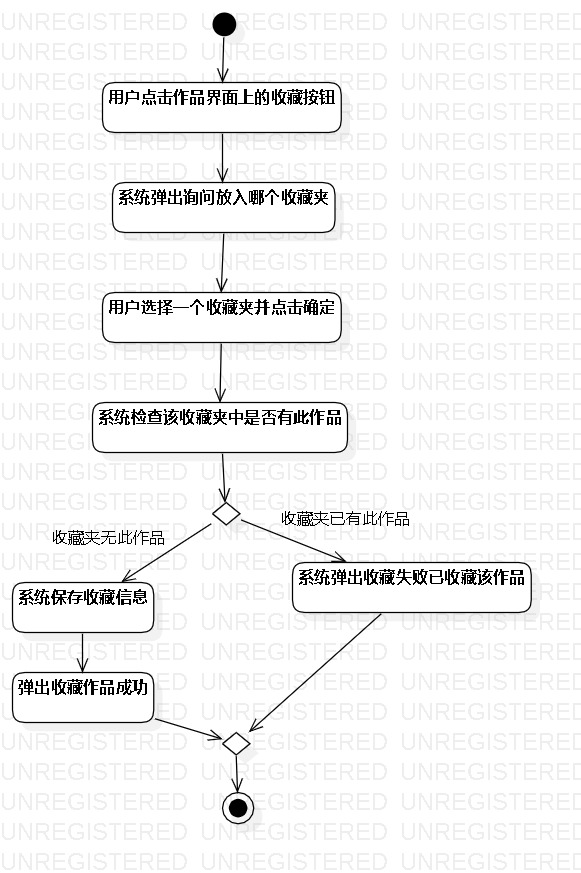 用户点击作品界面上的收藏按钮
系统弹出询问放入哪个收藏夹
用户选择一个收藏夹并点击确定
系统检查该收藏夹中是否有此作品
收藏夹已有此作品
收藏夹无此作品
系统弹出收藏失败已收藏该作品
系统保存收藏信息
弹出收藏作品成功
UNREGISTERED